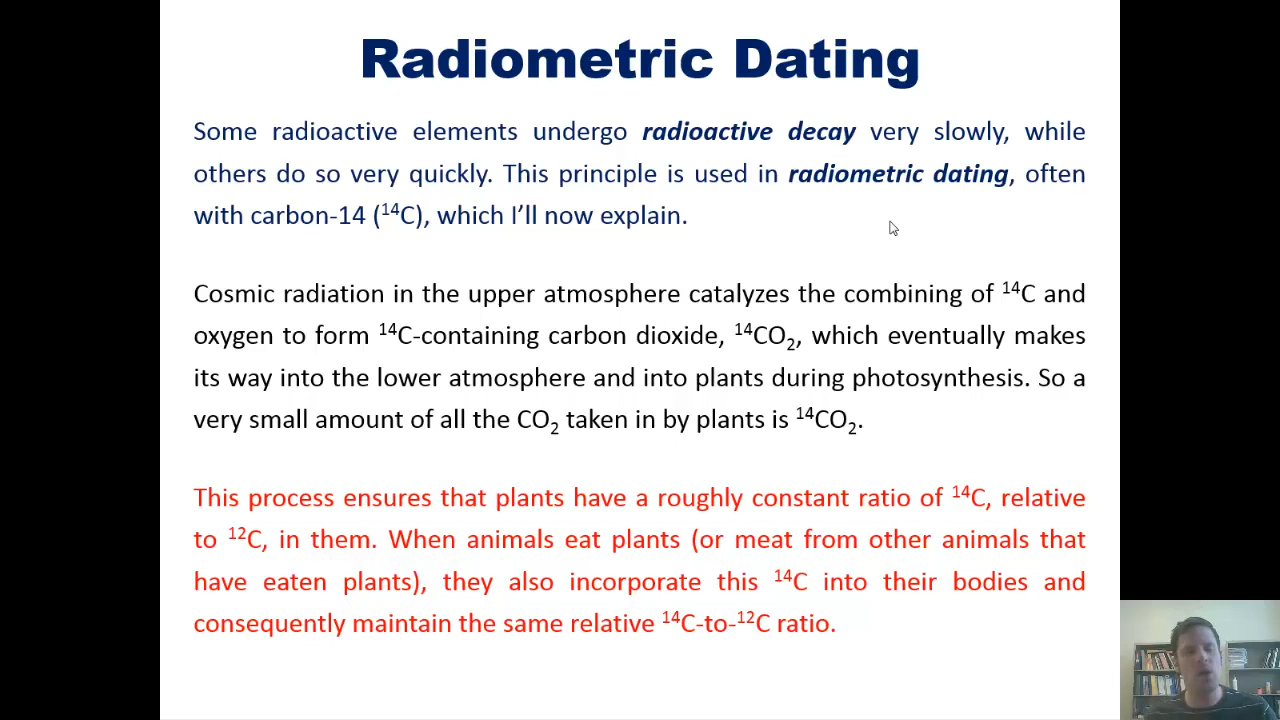 Radiometric Dating
Some radioactive elements undergo radioactive decay very slowly, while
others do so very quickly. This principle is used in radiometric dating, often
with carbon-14 (¹⁴C), which I’ll now explain.
Cosmic radiation in the upper atmosphere catalyzes the combining of ¹⁴C and
oxygen to form ¹⁴C-containing carbon dioxide, ¹⁴CO₂, which eventually makes
its way into the lower atmosphere and into plants during photosynthesis. So a
very small amount of all the CO₂ taken in by plants is ¹⁴CO₂.
This process ensures that plants have a roughly constant ratio of ¹⁴C, relative
to ¹²C, in them. When animals eat plants (or meat from other animals that
have eaten plants), they also incorporate this ¹⁴C into their bodies and
consequently maintain the same relative ¹⁴C-to-¹²C ratio.